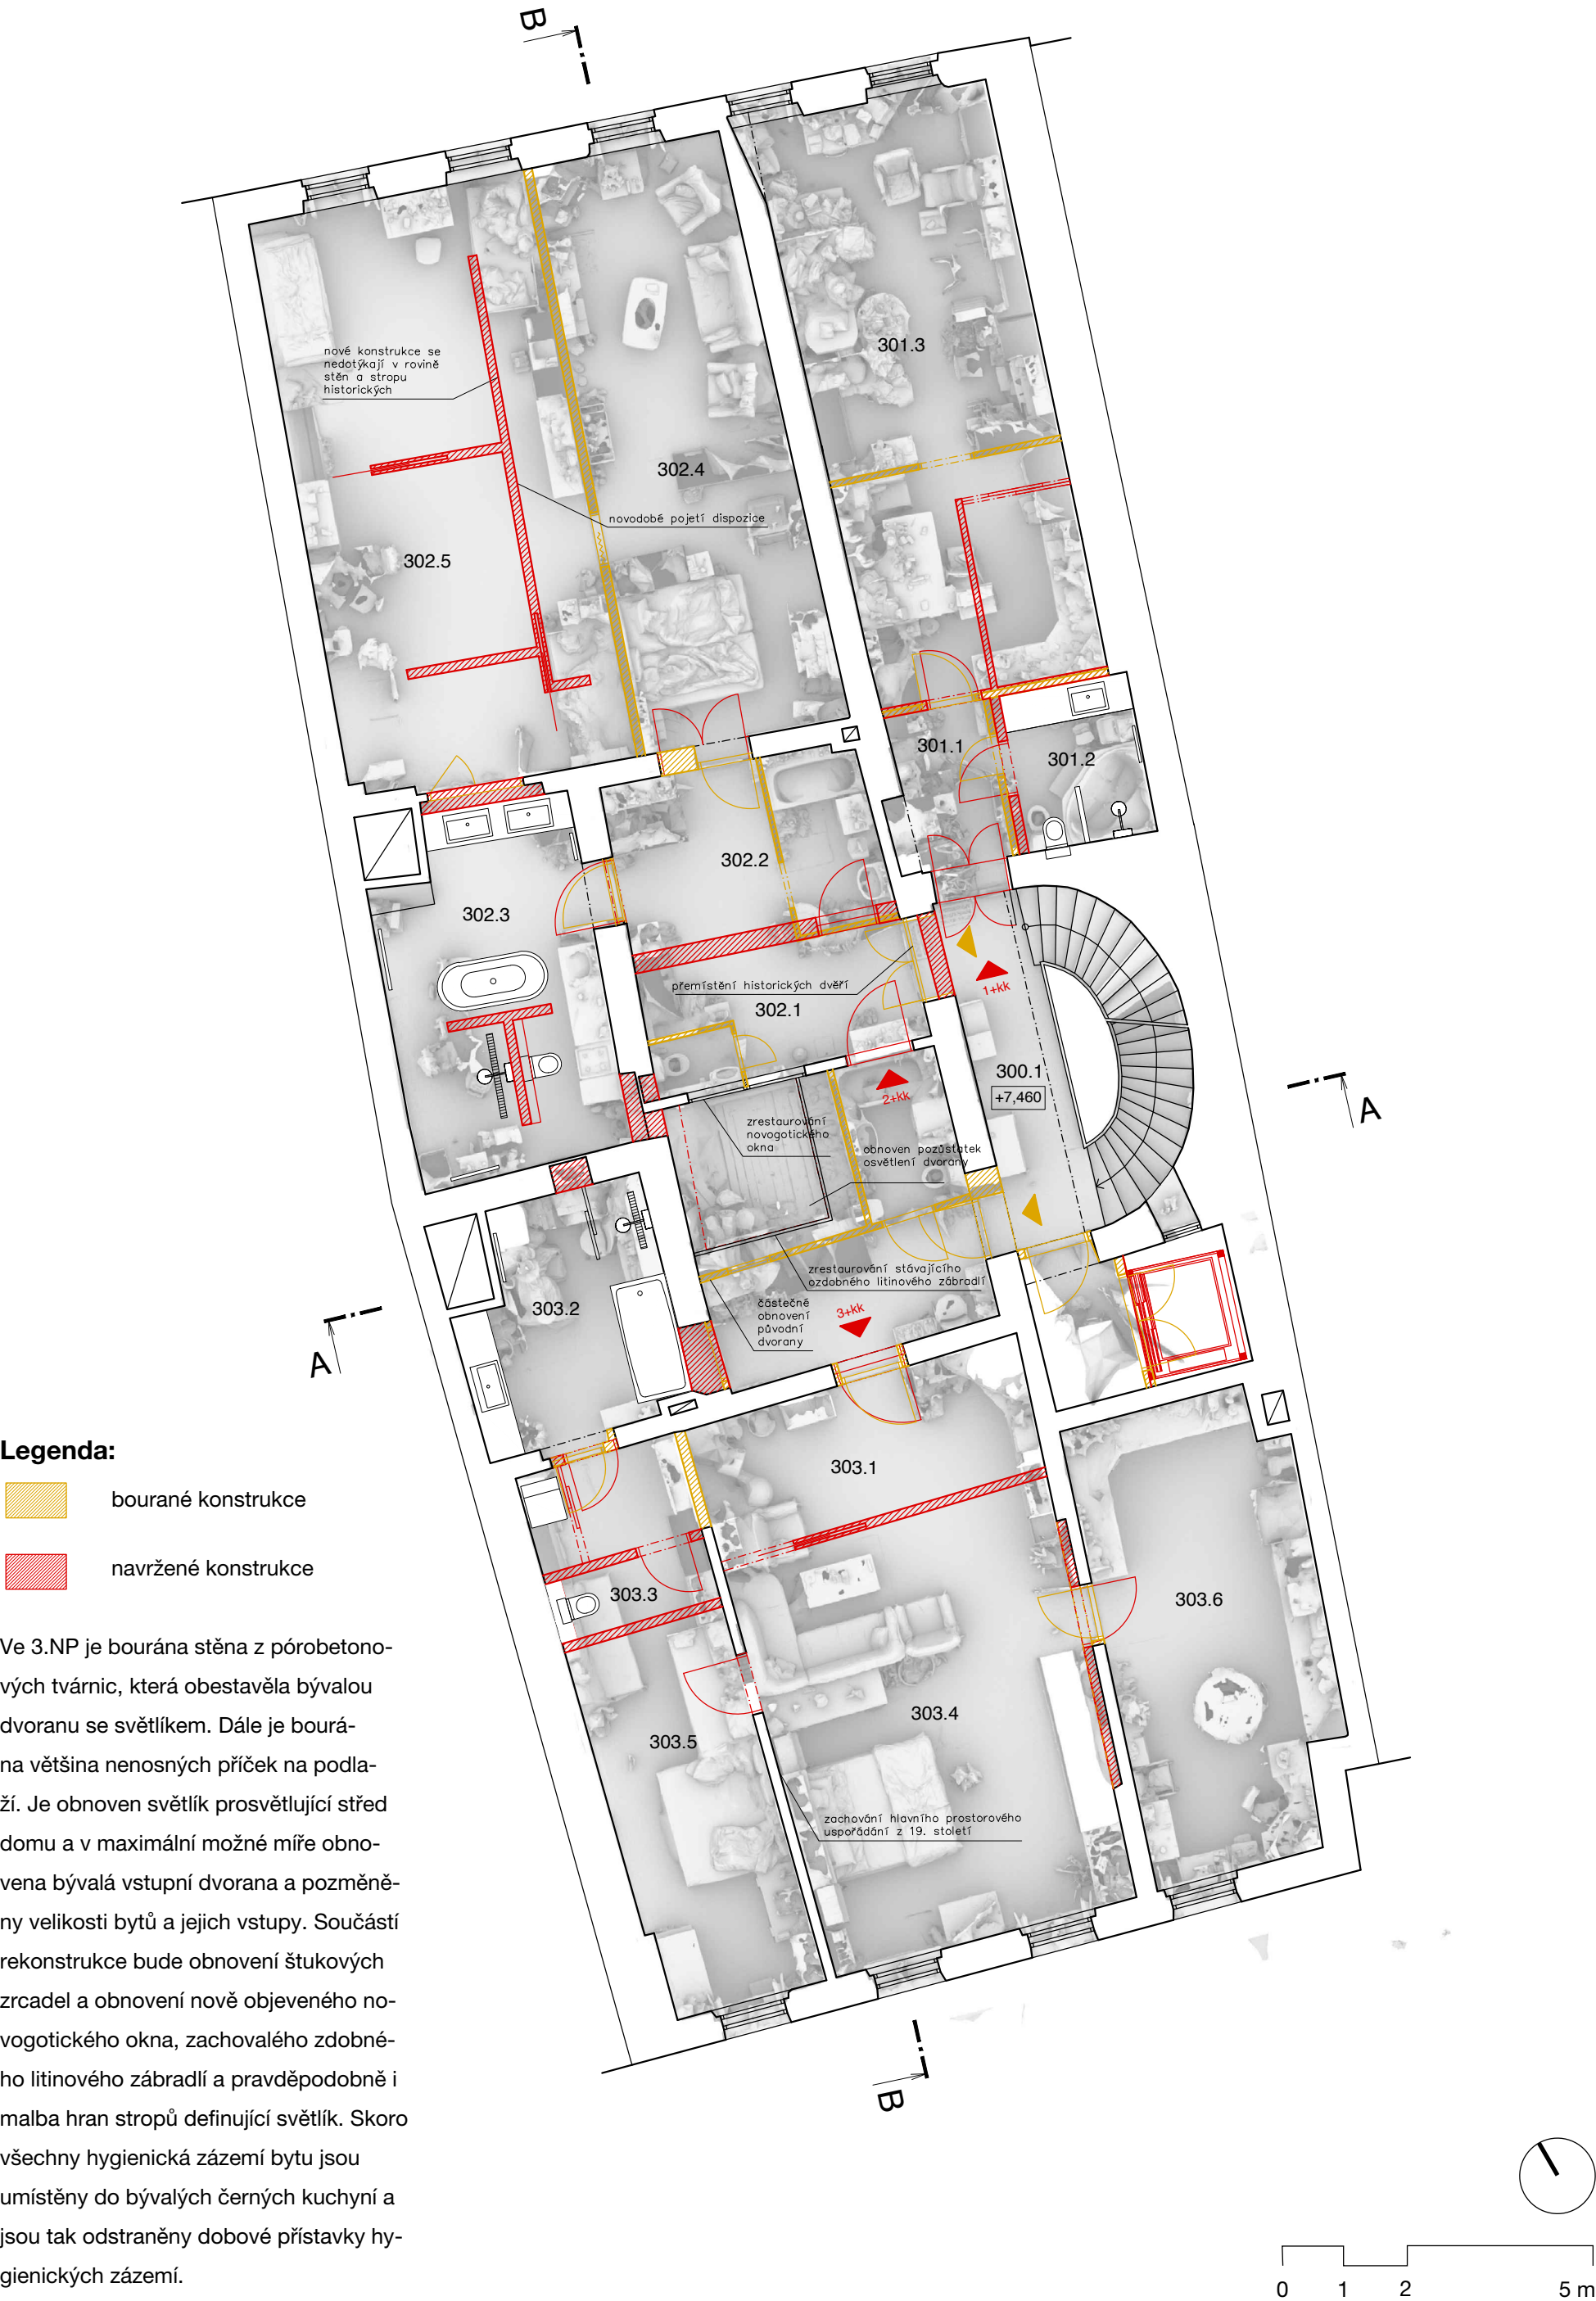 B
301.3
nové konstrukce se
nedotýkají v rovině
stěn a stropu
historických
302.4
novodobé pojetí dispozice
302.5
301.1
301.2
302.2
302.3
přemístění historických dvěří
302.1
1+kk
300.1
+7,460
2+kk
A
zrestaurování
novogotického
okna
obnoven pozůstatek
osvětlení dvorany
zrestaurování stávajícího
ozdobného litinového zábradlí
částečné
obnovení
původní
dvorany
3+kk
303.2
A
Legenda:
bourané konstrukce
navržené konstrukce
303.1
303.3
303.6
303.4
303.5
zachování hlavního prostorového
uspořádání z 19. století
Ve 3.NP je bourána stěna z pórobetono-
vých tvárnic, která obestavěla bývalou
dvoranu se světlíkem. Dále je bourá-
na většina nenosných příček na podla-
ží. Je obnoven světlík prosvětlující střed
domu a v maximální možné míře obno-
vena bývalá vstupní dvorana a pozměně-
ny velikosti bytů a jejich vstupy. Součástí
rekonstrukce bude obnovení štukových
zrcadel a obnovení nově objeveného no-
vogotického okna, zachovalého zdobné-
ho litinového zábradlí a pravděpodobně i
malba hran stropů definující světlík. Skoro
všechny hygienická zázemí bytu jsou
umístěny do bývalých černých kuchyní a
jsou tak odstraněny dobové přístavky hy-
gienických zázemí.
B
0 1 2 5 m